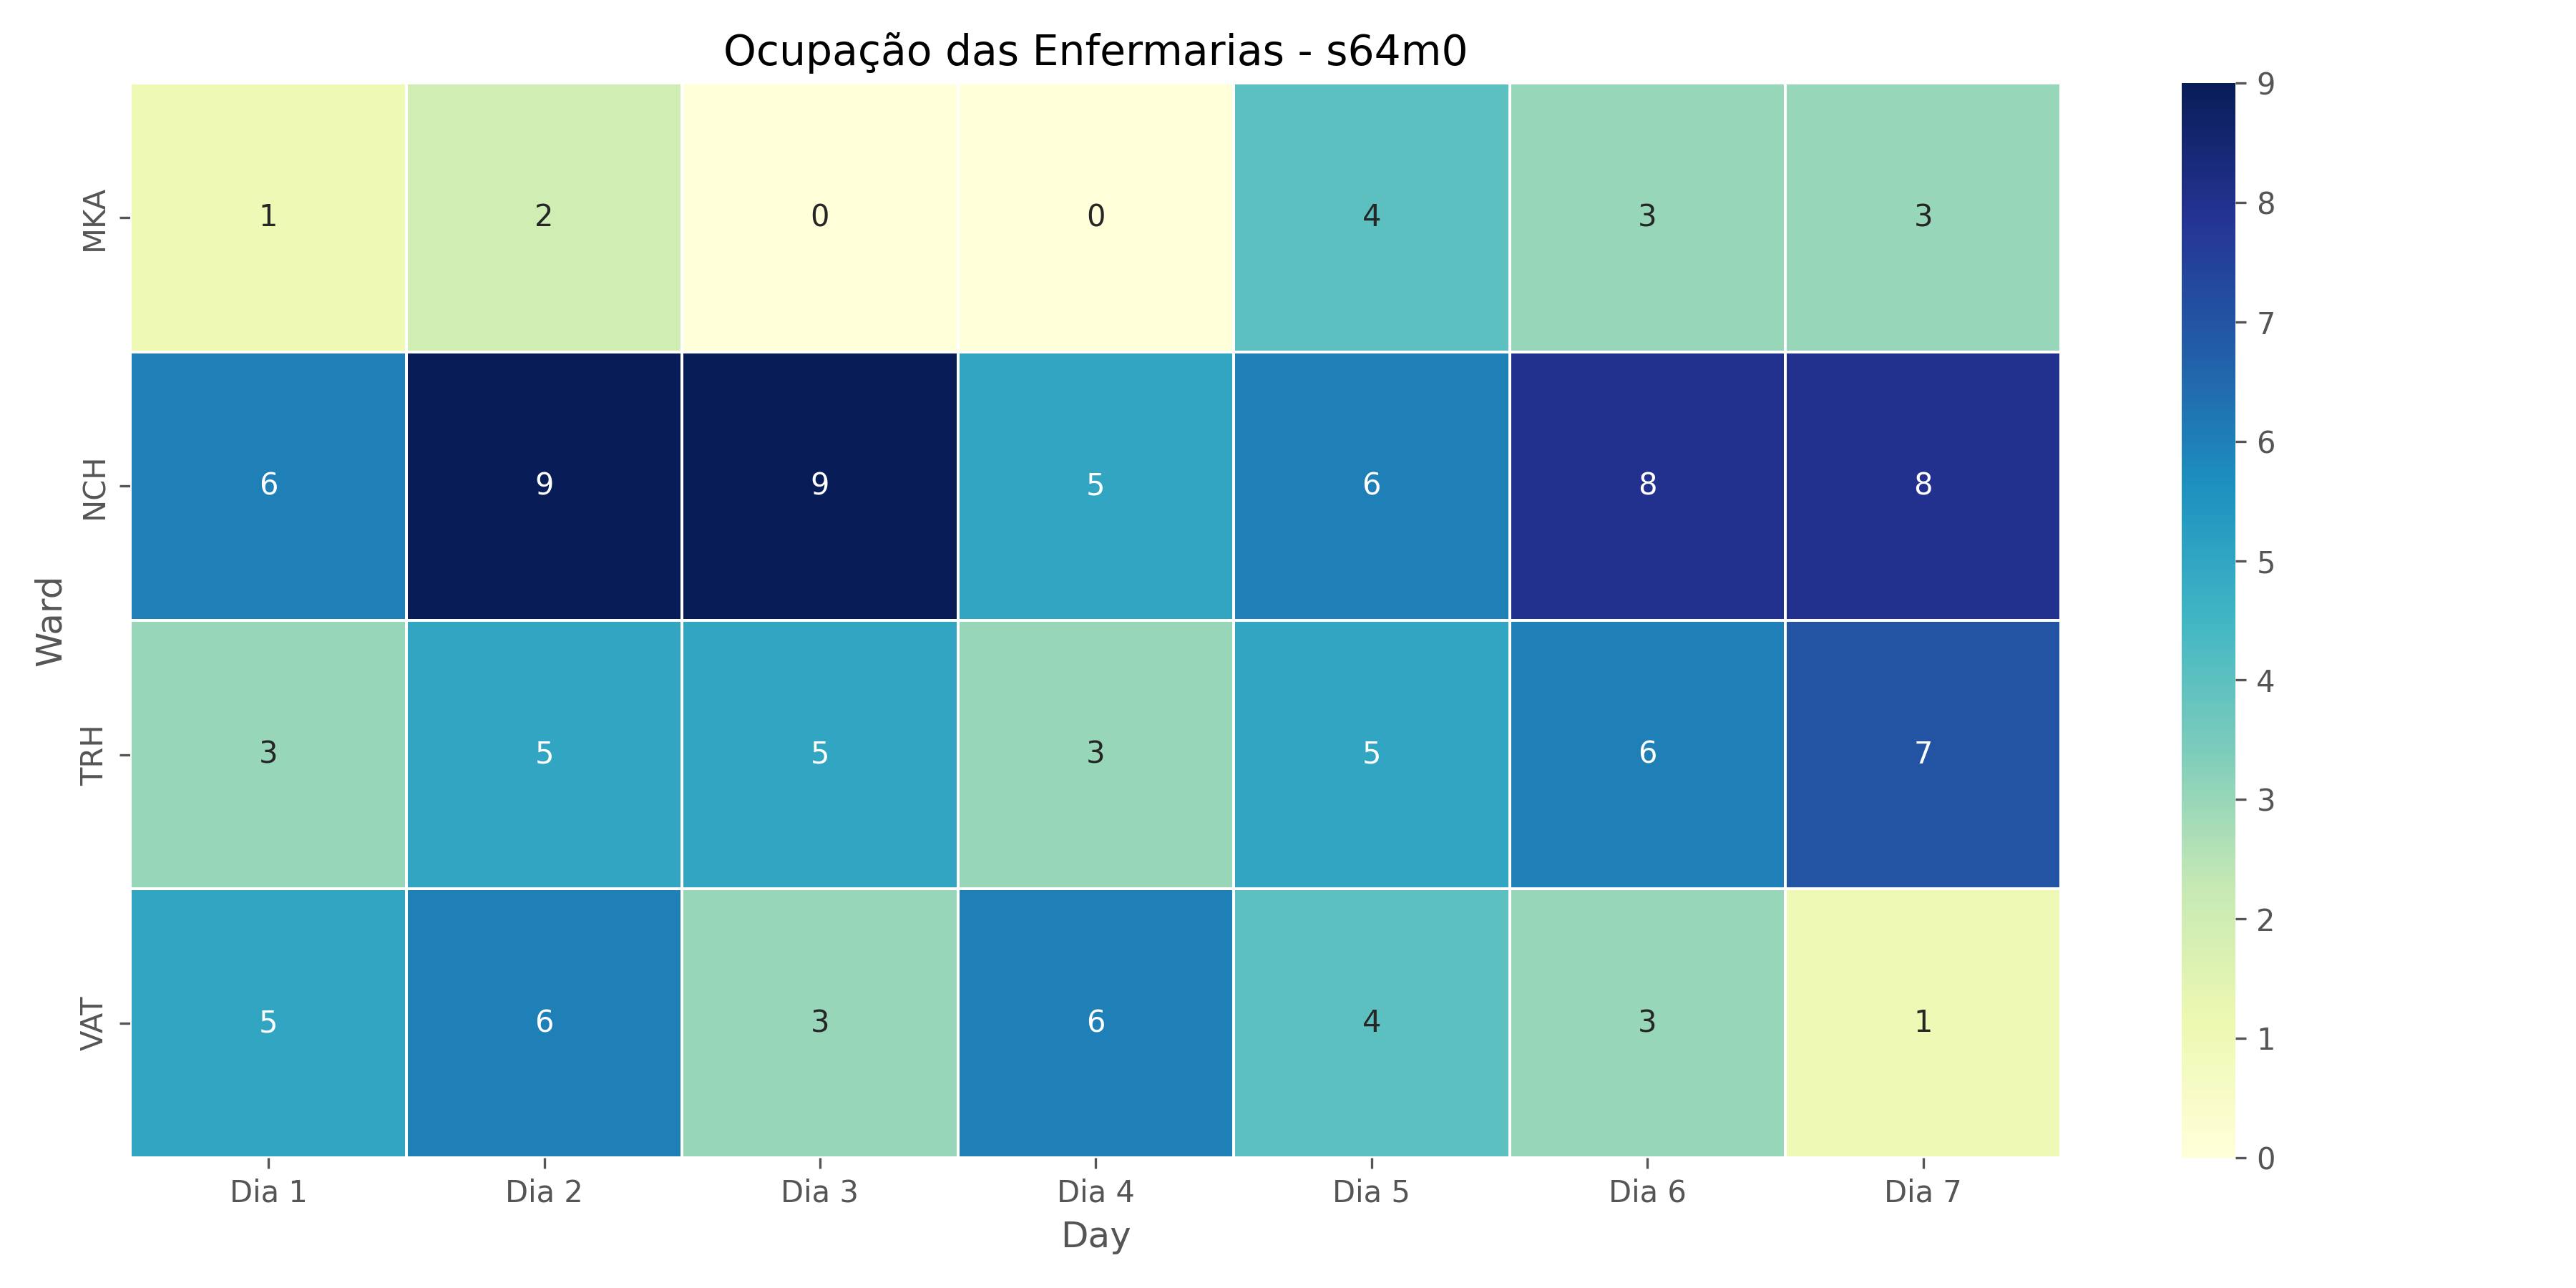 Ocupação das Enfermarias - s64m0
Ward
MKA 1 2 0 0 4 3 3
NCH 6 9 9 5 6 8 8
TRH 3 5 5 3 5 6 7
VAT 5 6 3 6 4 3 1
Dia 1 Dia 2 Dia 3 Dia 4 Dia 5 Dia 6 Dia 7
Day
9
8
7
6
5
4
3
2
1
0